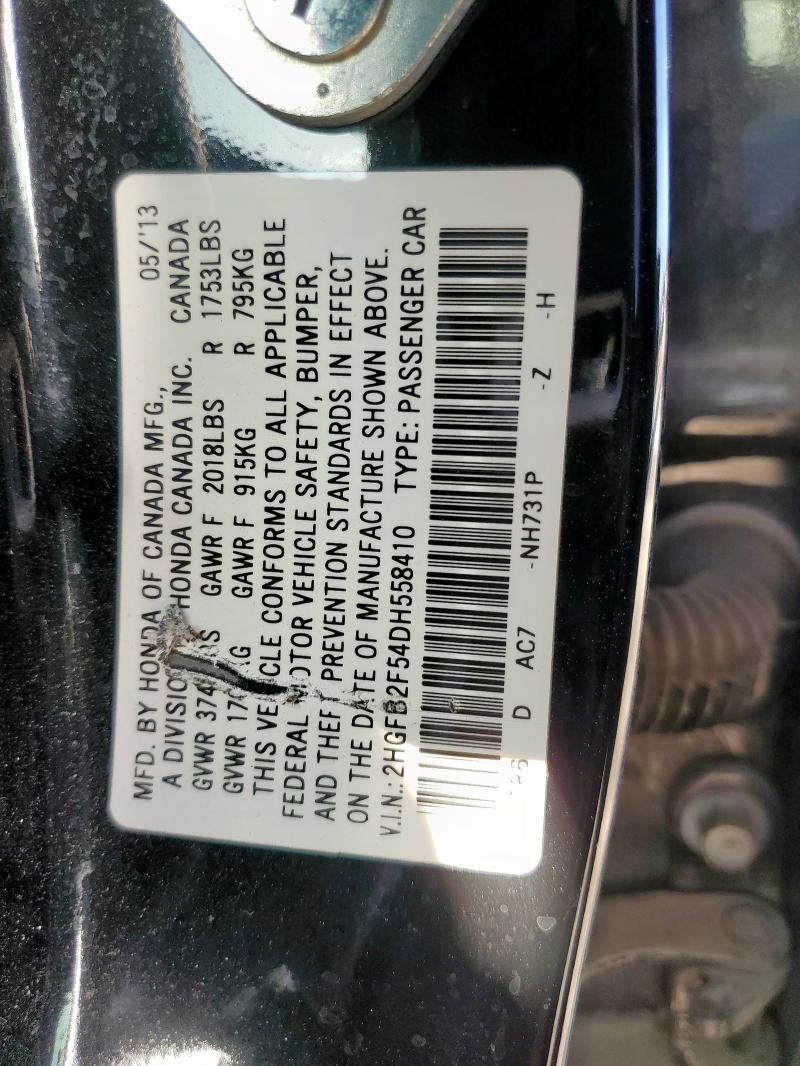 MFD. BY HONDA OF CANADA MFG., 05/'13
A DIVISIO HONDA CANADA INC. CANADA
GVWR 374 S GAWR F 2018LBS R 1753LBS
GVWR 17 G GAWR F 915KG R 795KG
THIS VE CLE CONFORMS TO ALL APPLICABLE
FEDERAL OTOR VEHICLE SAFETY, BUMPER,
AND THEF PREVENTION STANDARDS IN EFFECT
ON THE DATE OF MANUFACTURE SHOWN ABOVE.
V.I.N.: 2HGFB2F54DH558410 TYPE: PASSENGER CAR
D AC7 -NH731P -Z -H